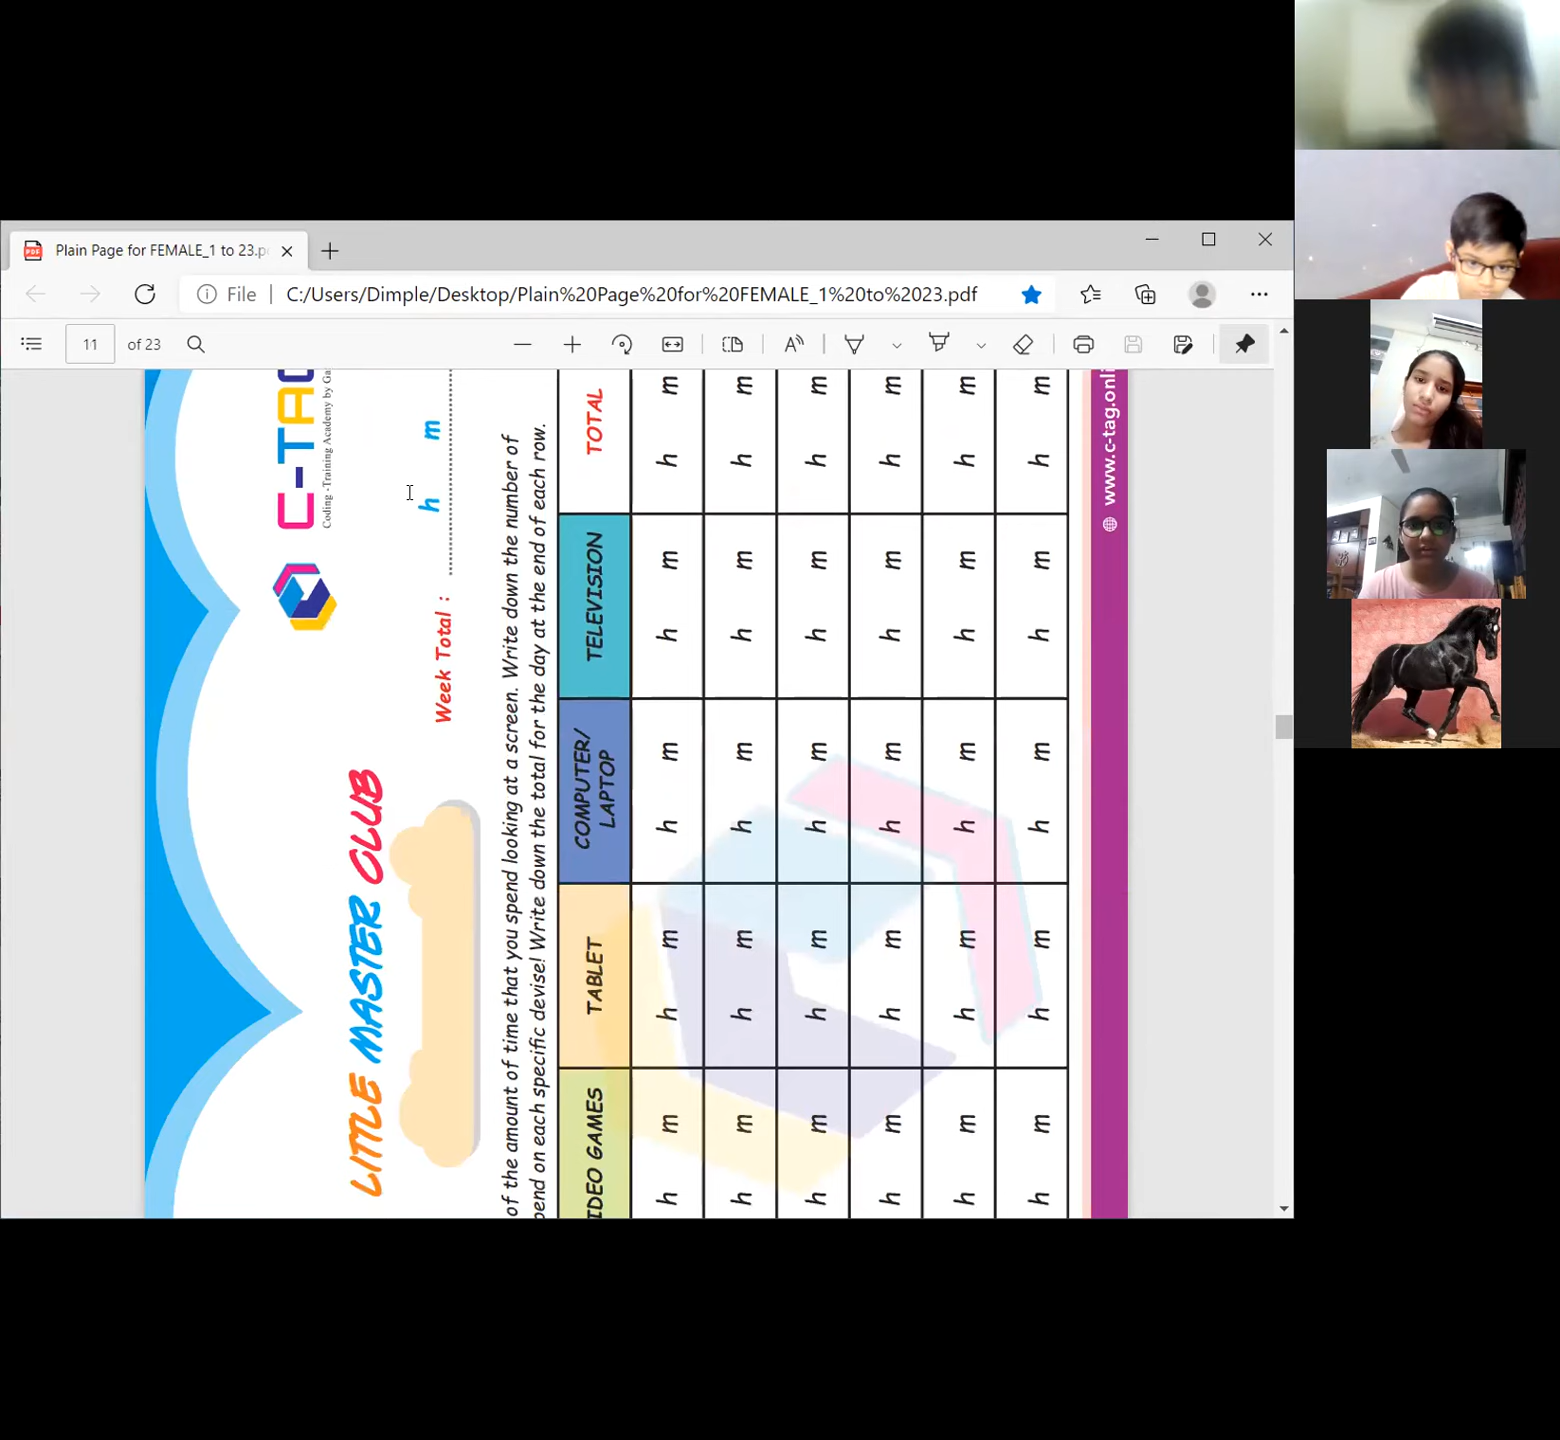 Plain Page for FEMALE_1 to 23.p
File
C:/Users/Dimple/Desktop/Plain%20Page%20for%20FEMALE_1%20to%2023.pdf
11 of 23
C-TAG
Coding -Training Academy by Ga
LITTLE MASTER CLUB
Week Total : h m
of the amount of time that you spend looking at a screen. Write down the number of
pend on each specific devise! Write down the total for the day at the end of each row.
IDEO GAMES TABLET COMPUTER/ LAPTOP TELEVISION TOTAL
h m h m h m h m h m
h m h m h m h m h m
h m h m h m h m h m
h m h m h m h m h m
h m h m h m h m h m
h m h m h m h m h m
www.c-tag.onli